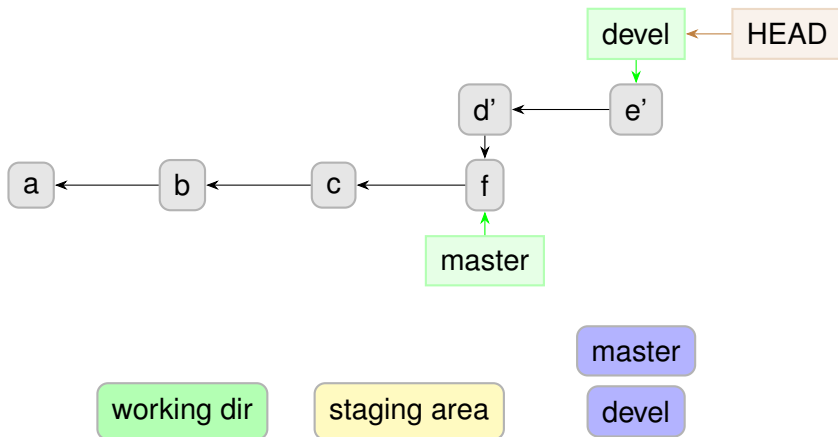 devel HEAD
d’ e’
a b c f
master
master
working dir staging area devel